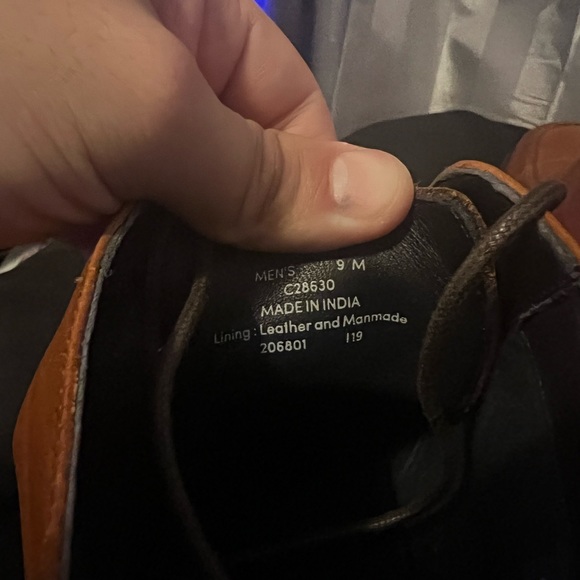 MEN'S 9 M
C28630
MADE IN INDIA
Lining : Leather and Manmade
206801 119